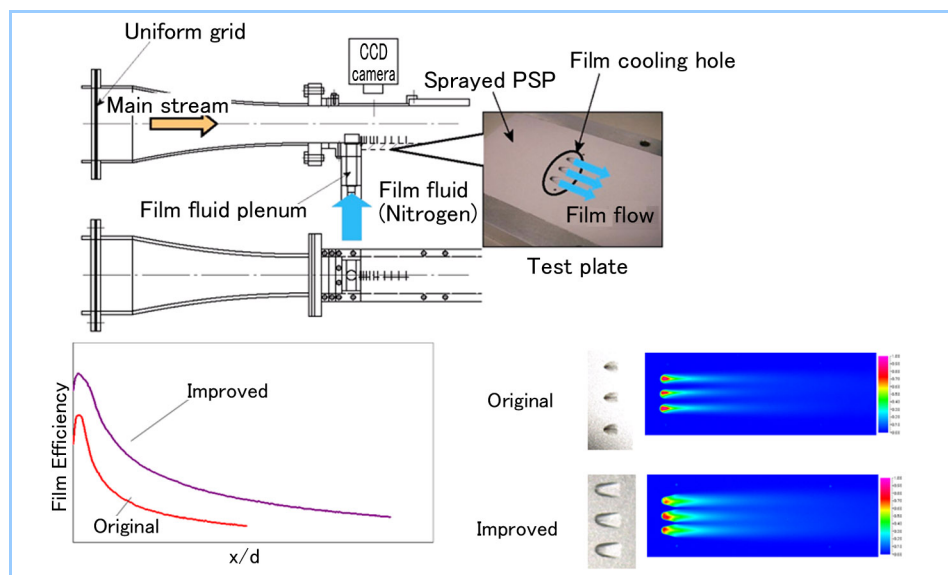 Uniform grid
CCD
camera
Film cooling hole
Sprayed PSP
Main stream
Film fluid plenum
Film fluid
(Nitrogen)
Film flow
Test plate
Film Efficiency
Improved
Original
x/d
Original
Improved